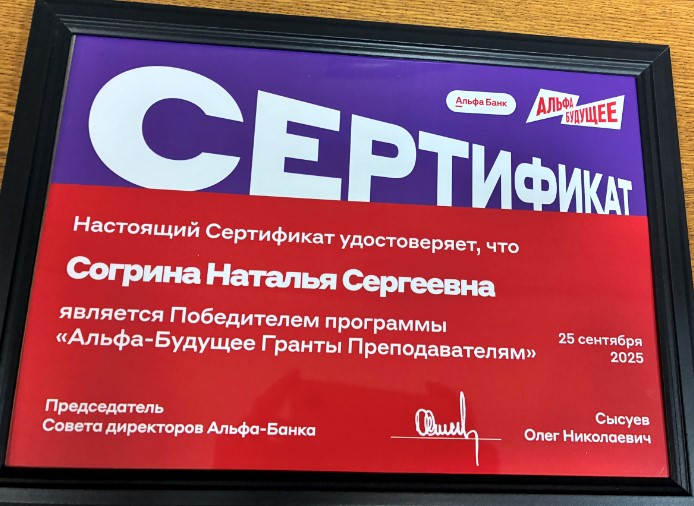 Альфа Банк
АЛЬФА
БУДУЩЕЕ
СЕРТИФИКАТ
Настоящий Сертификат удостоверяет, что
Согрина Наталья Сергеевна
является Победителем программы
«Альфа-Будущее Гранты Преподавателям»
25 сентября
2025
Председатель
Совета директоров Альфа-Банка
Сысуев
Олег Николаевич